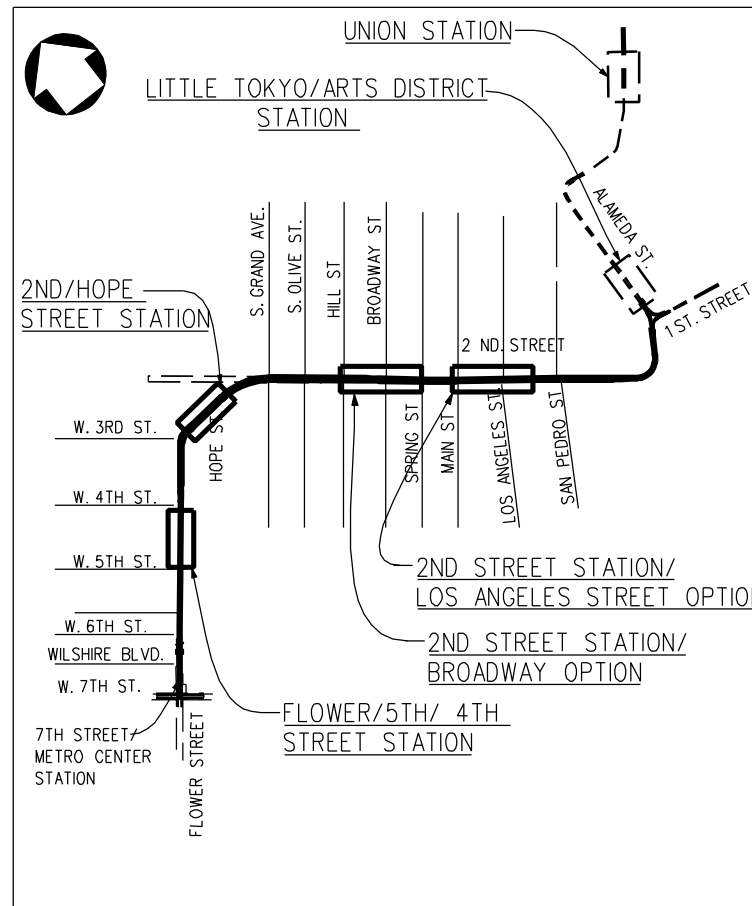 UNION STATION
LITTLE TOKYO/ARTS DISTRICT
STATION
ALAMEDA ST.
1 ST. STREET
S. GRAND AVE.
S. OLIVE ST.
HILL ST
BROADWAY ST
2ND/HOPE
STREET STATION
2 ND. STREET
HOPE ST
SPRING ST
MAIN ST
LOS ANGELES ST.
SAN PEDRO ST.
W. 3RD ST.
W. 4TH ST.
W. 5TH ST.
W. 6TH ST.
WILSHIRE BLVD.
W. 7TH ST.
2ND STREET STATION/
LOS ANGELES STREET OPTION
2ND STREET STATION/
BROADWAY OPTION
FLOWER/5TH/ 4TH
STREET STATION
7TH STREET/
METRO CENTER
STATION
FLOWER STREET